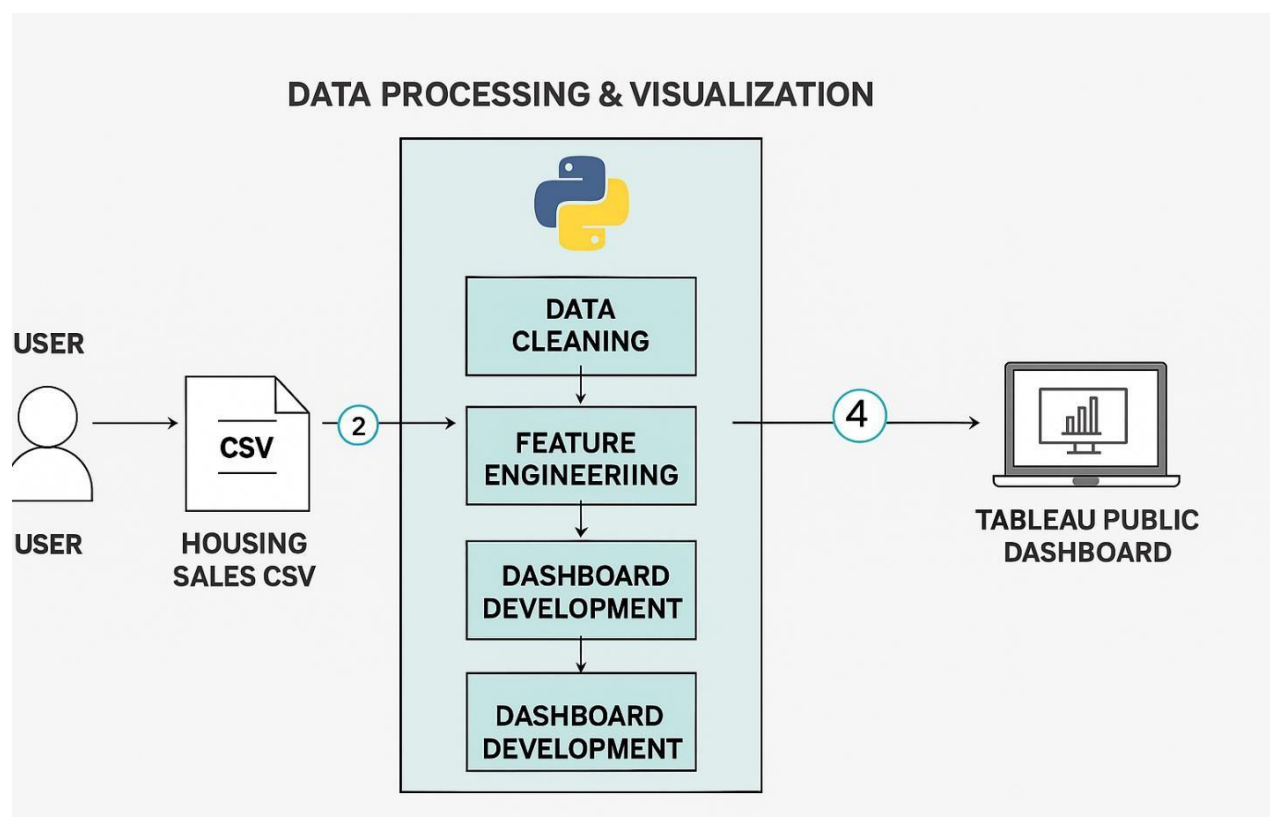 DATA PROCESSING & VISUALIZATION
USER
USER
CSV
HOUSING
SALES CSV
2
DATA
CLEANING
FEATURE
ENGINEERIING
DASHBOARD
DEVELOPMENT
DASHBOARD
DEVELOPMENT
4
TABLEAU PUBLIC
DASHBOARD